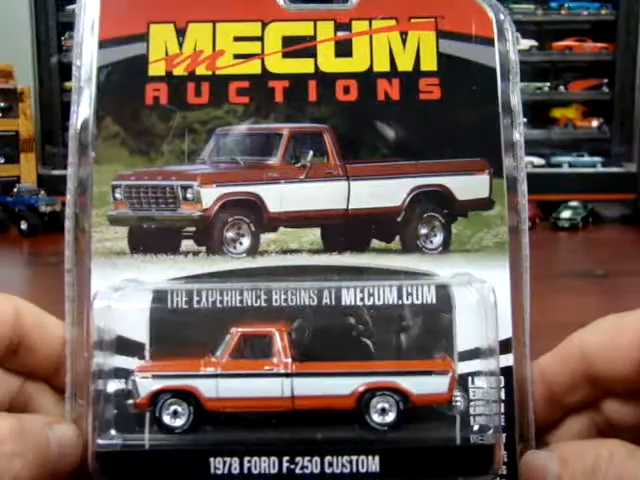 MECUM
AUCTIONS
THE EXPERIENCE BEGINS AT MECUM.COM
1978 FORD F-250 CUSTOM